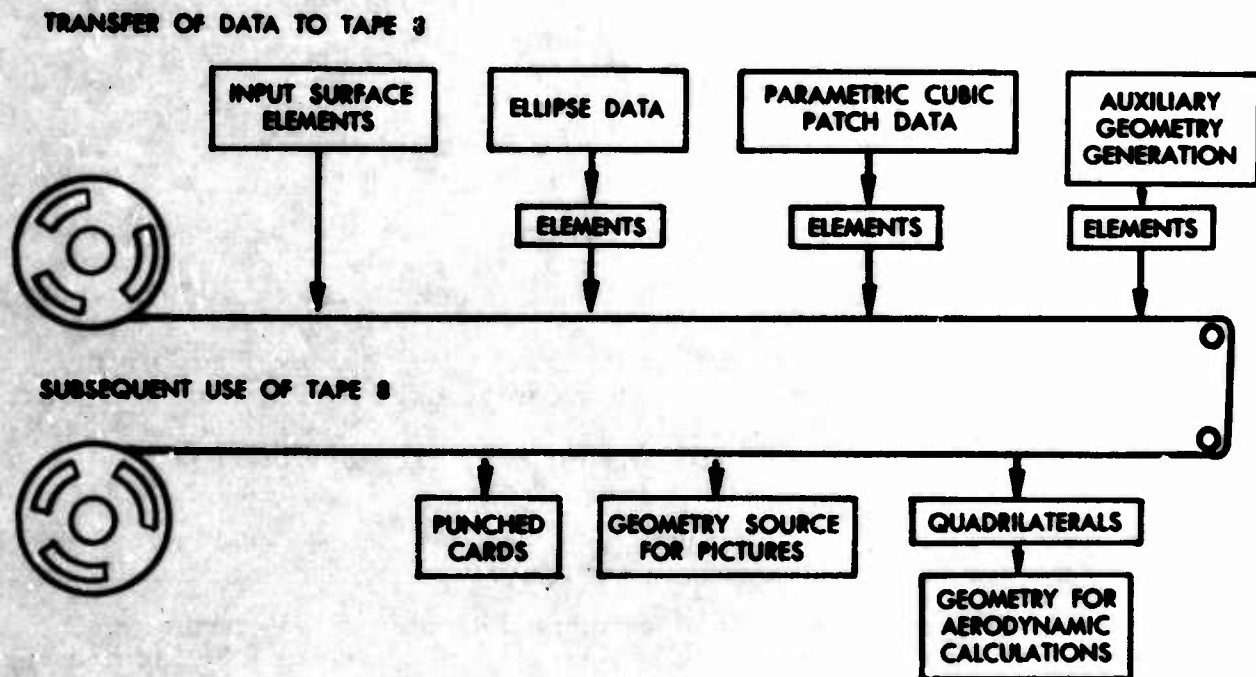 TRANSFER OF DATA TO TAPE 3
INPUT SURFACE
ELEMENTS
ELLIPSE DATA
PARAMETRIC CUBIC
PATCH DATA
AUXILIARY
GEOMETRY
GENERATION
ELEMENTS
ELEMENTS
ELEMENTS
SUBSEQUENT USE OF TAPE 8
PUNCHED
CARDS
GEOMETRY SOURCE
FOR PICTURES
QUADRILATERALS
GEOMETRY FOR
AERODYNAMIC
CALCULATIONS